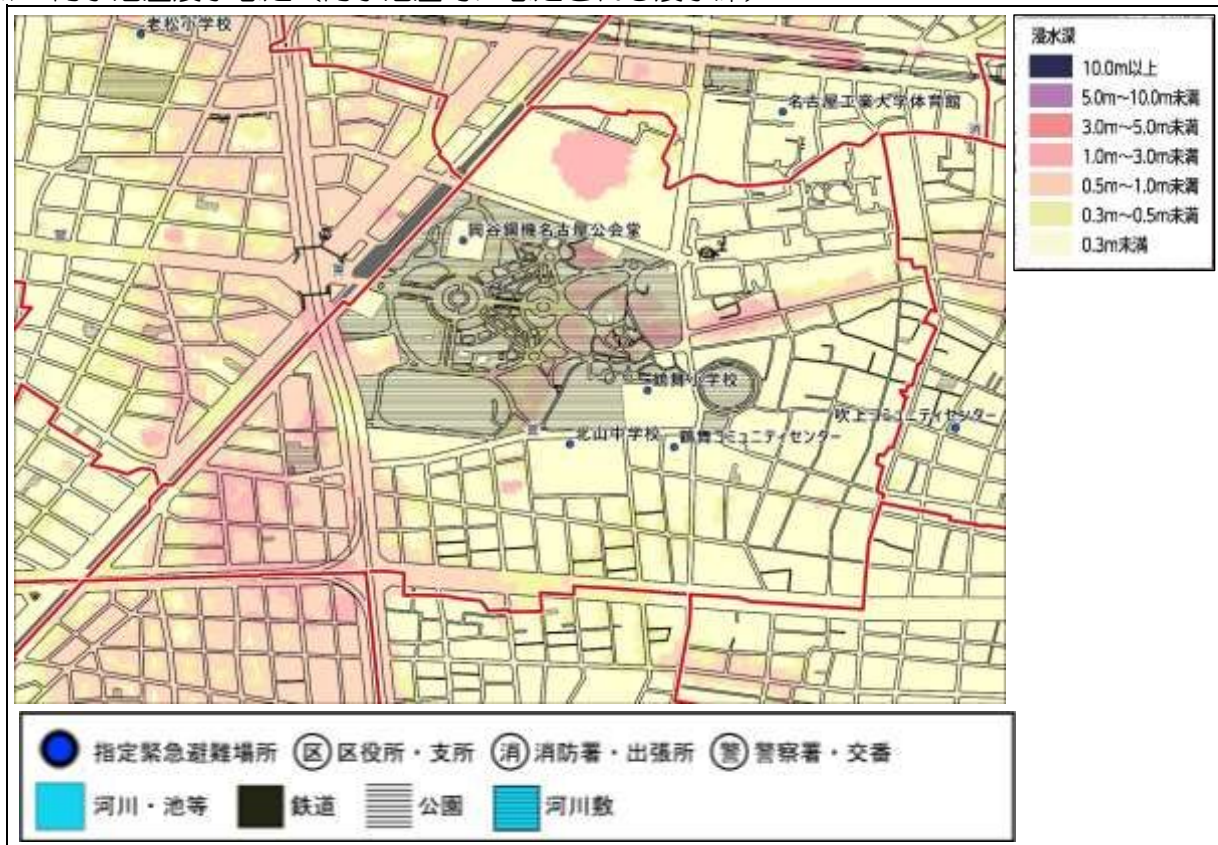 老松小学校
名古屋工業大学体育館
岡谷鋼機名古屋公会堂
鶴舞小学校
吹上コミュニティセンター
北山中学校
鶴舞コミュニティセンター
浸水深
10.0m以上
5.0m～10.0m未満
3.0m～5.0m未満
1.0m～3.0m未満
0.5m～1.0m未満
0.3m～0.5m未満
0.3m未満
指定緊急避難場所 区 区役所・支所 消 消防署・出張所 警 警察署・交番
河川・池等 鉄道 公園 河川敷